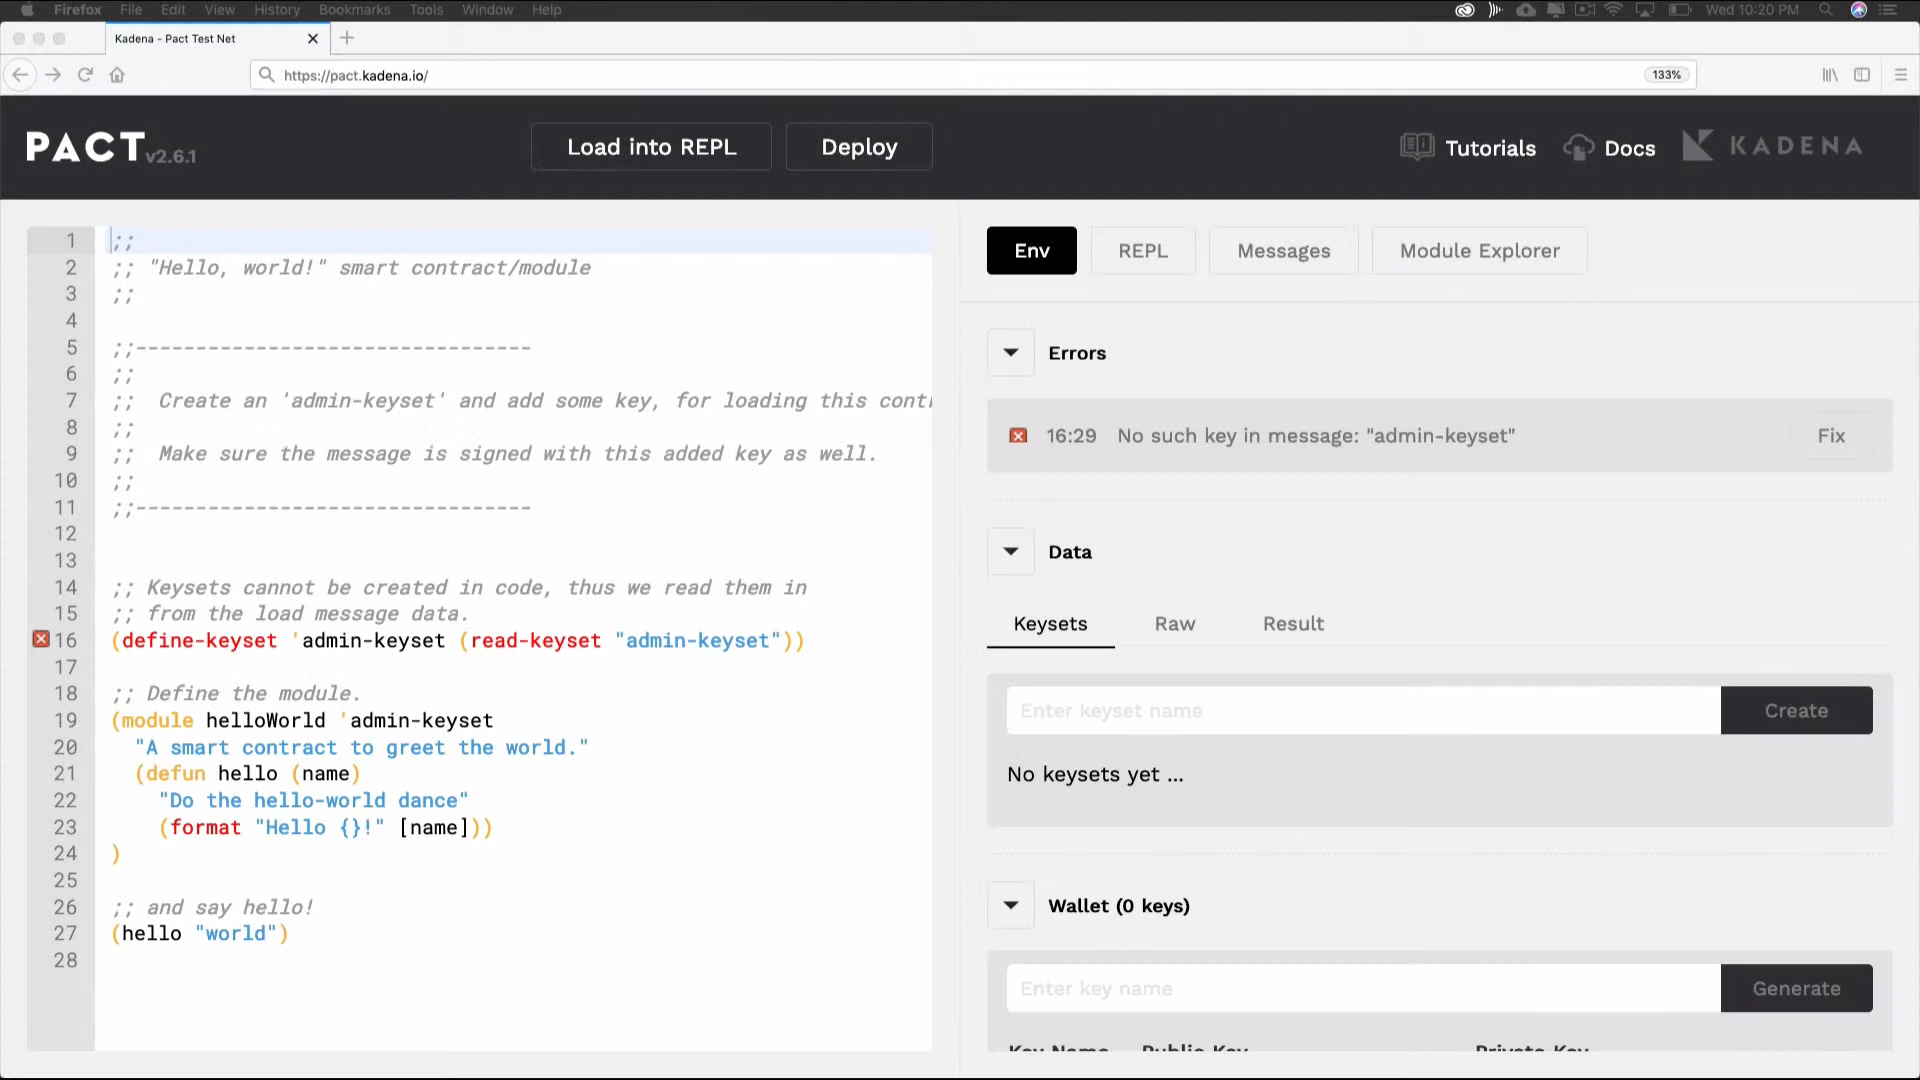 Firefox File Edit View History Bookmarks Tools Window Help Wed 10:20 PM
Kadena - Pact Test Net
https://pact.kadena.io/ 133%
PACT v2.6.1 Load into REPL Deploy Tutorials Docs KADENA
1 ;;
2 ;; "Hello, world!" smart contract/module
3 ;;
4
5 ;;---------------------------------
6 ;;
7 ;;  Create an 'admin-keyset' and add some key, for loading this cont
8 ;;
9 ;;  Make sure the message is signed with this added key as well.
10 ;;
11 ;;---------------------------------
12
13
14 ;; Keysets cannot be created in code, thus we read them in
15 ;; from the load message data.
16 (define-keyset 'admin-keyset (read-keyset "admin-keyset"))
17
18 ;; Define the module.
19 (module helloWorld 'admin-keyset
20   "A smart contract to greet the world."
21   (defun hello (name)
22     "Do the hello-world dance"
23     (format "Hello {}!" [name]))
24 )
25
26 ;; and say hello!
27 (hello "world")
28
Env REPL Messages Module Explorer
Errors
16:29 No such key in message: "admin-keyset" Fix
Data
Keysets Raw Result
Enter keyset name Create
No keysets yet ...
Wallet (0 keys)
Enter key name Generate
Key Name Public Key Private Key